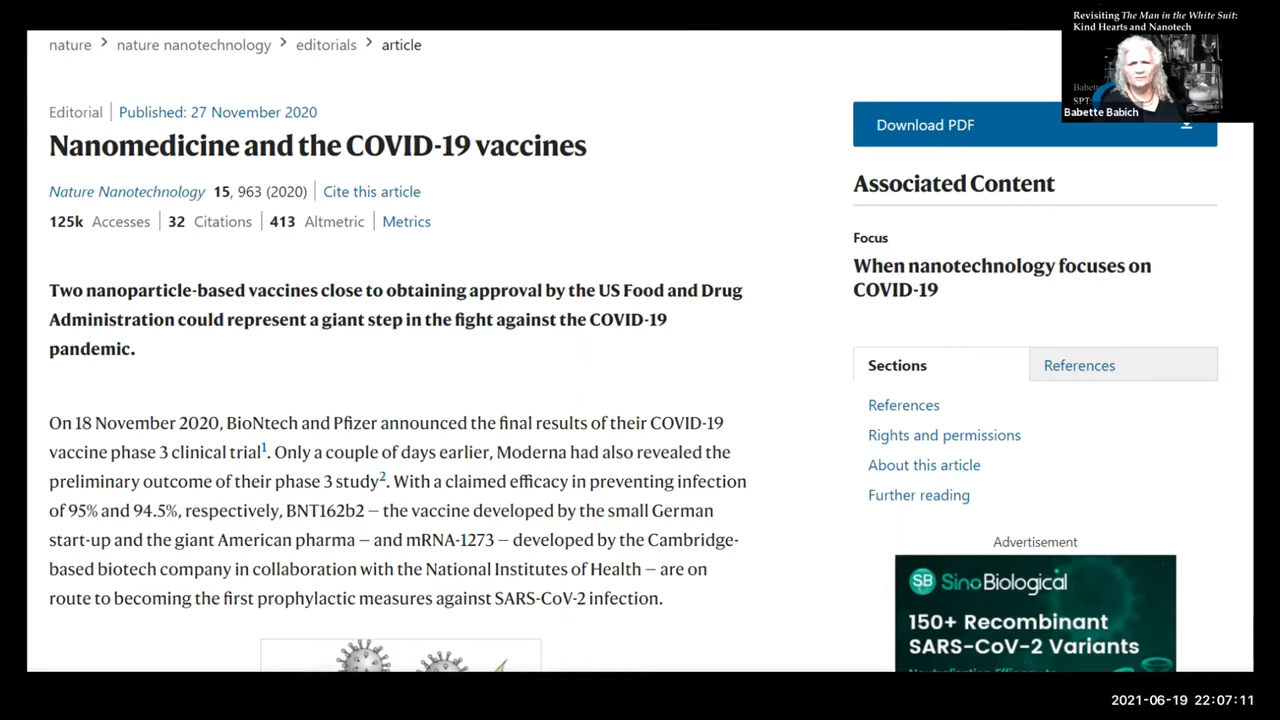 Revisiting The Man in the White Suit:
Kind Hearts and Nanotech
SPT:
Babette Babich
nature > nature nanotechnology > editorials > article
Editorial | Published: 27 November 2020
Nanomedicine and the COVID-19 vaccines
Nature Nanotechnology 15, 963 (2020) | Cite this article
125k Accesses | 32 Citations | 413 Altmetric | Metrics
Two nanoparticle-based vaccines close to obtaining approval by the US Food and Drug
Administration could represent a giant step in the fight against the COVID-19
pandemic.
On 18 November 2020, BioNtech and Pfizer announced the final results of their COVID-19
vaccine phase 3 clinical trial1. Only a couple of days earlier, Moderna had also revealed the
preliminary outcome of their phase 3 study2. With a claimed efficacy in preventing infection
of 95% and 94.5%, respectively, BNT162b2 – the vaccine developed by the small German
start-up and the giant American pharma – and mRNA-1273 – developed by the Cambridge-
based biotech company in collaboration with the National Institutes of Health – are on
route to becoming the first prophylactic measures against SARS-CoV-2 infection.
Download PDF
Associated Content
Focus
When nanotechnology focuses on
COVID-19
Sections
References
References
Rights and permissions
About this article
Further reading
Advertisement
SB SinoBiological
150+ Recombinant
SARS-CoV-2 Variants
2021-06-19 22:07:11